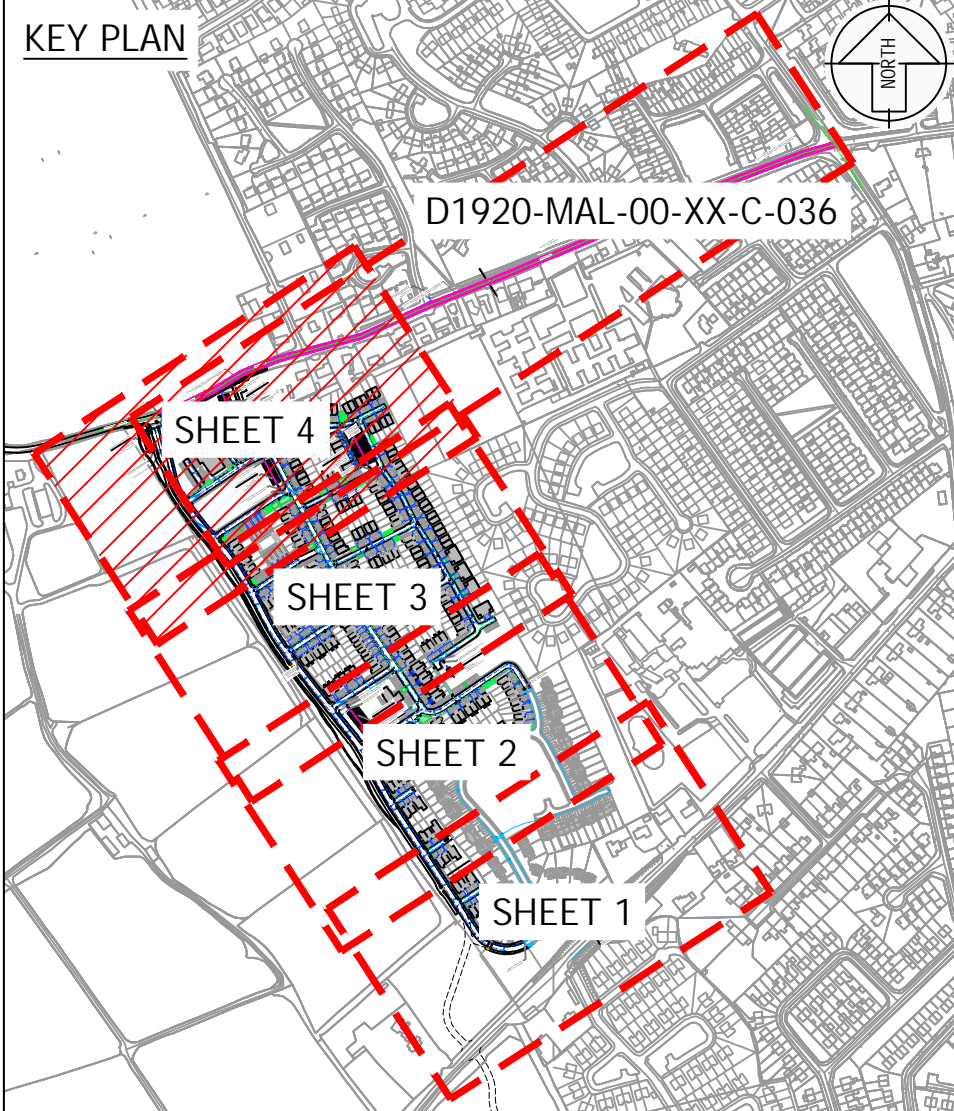 KEY PLAN
NORTH
D1920-MAL-00-XX-C-036
SHEET 4
SHEET 3
SHEET 2
SHEET 1